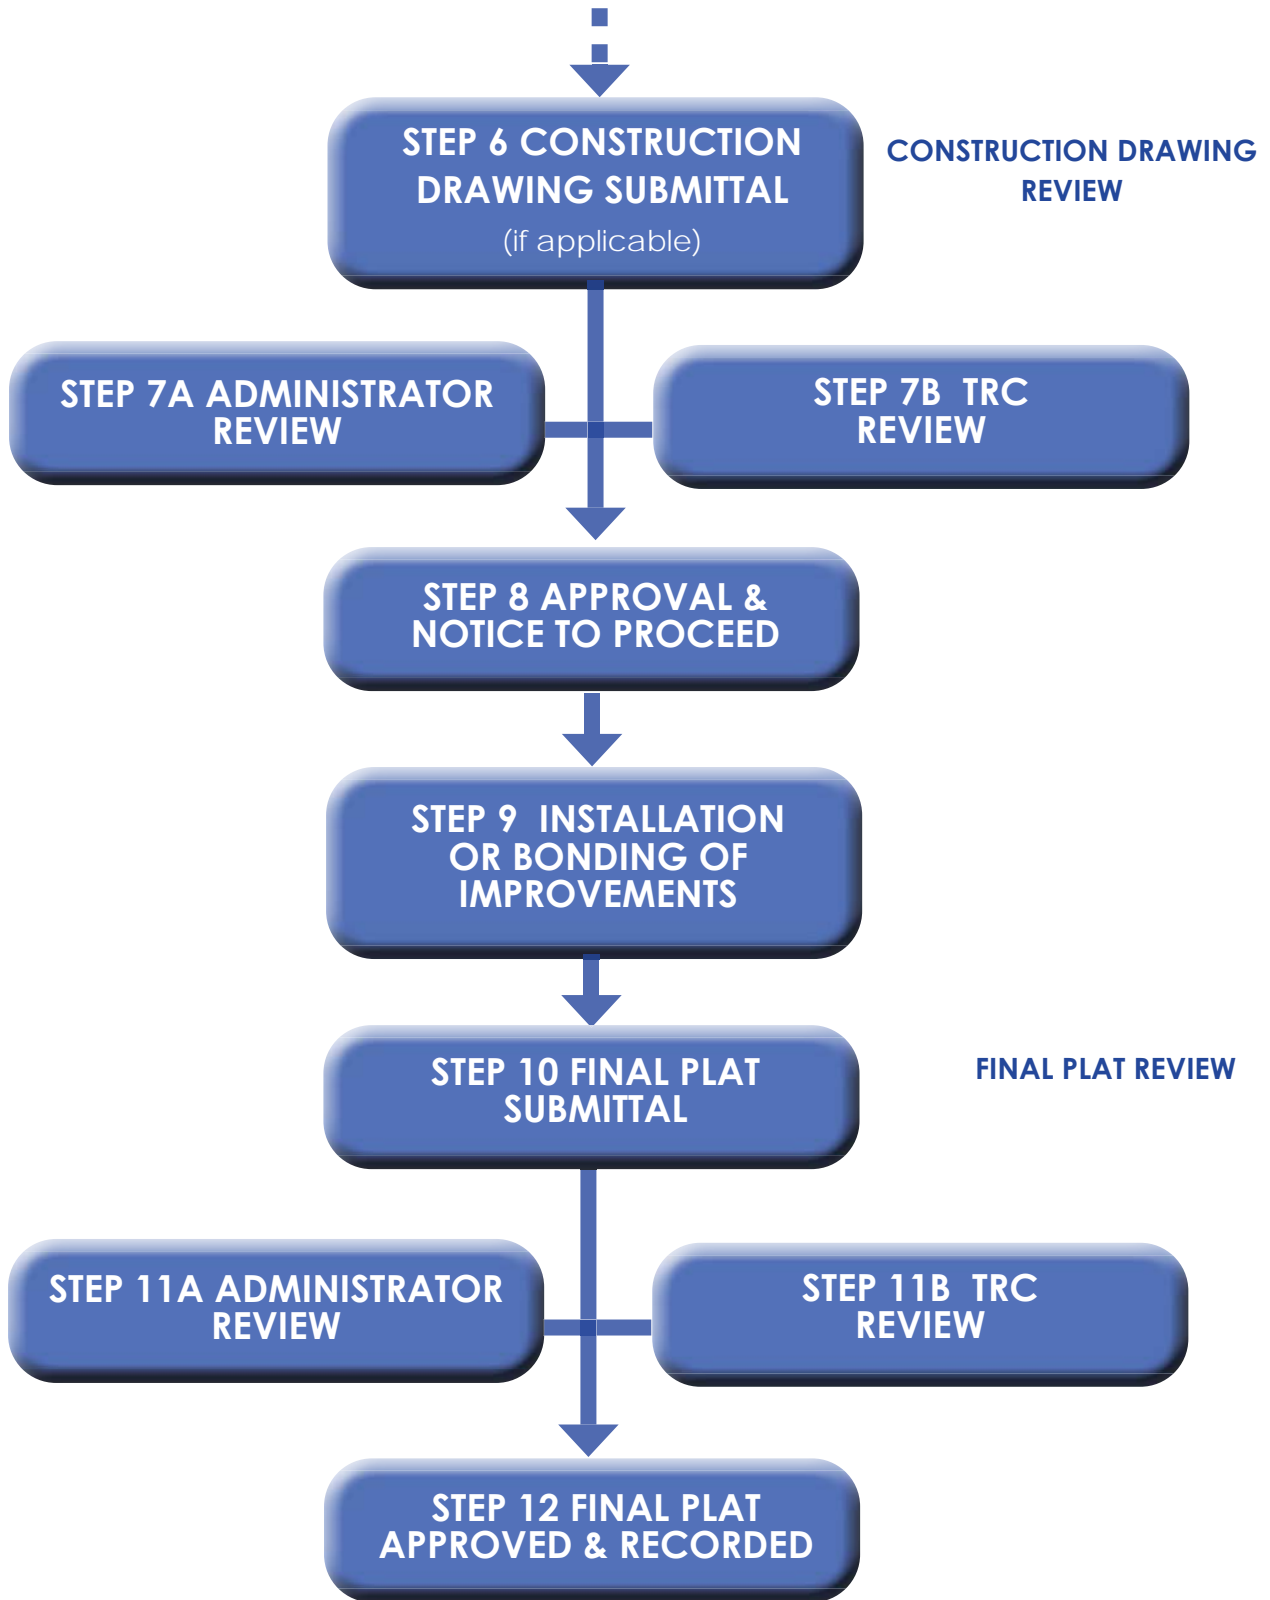 STEP 6 CONSTRUCTION
DRAWING SUBMITTAL
(if applicable)
CONSTRUCTION DRAWING
REVIEW
STEP 7A ADMINISTRATOR
REVIEW
STEP 7B TRC
REVIEW
STEP 8 APPROVAL &
NOTICE TO PROCEED
STEP 9 INSTALLATION
OR BONDING OF
IMPROVEMENTS
STEP 10 FINAL PLAT
SUBMITTAL
FINAL PLAT REVIEW
STEP 11A ADMINISTRATOR
REVIEW
STEP 11B TRC
REVIEW
STEP 12 FINAL PLAT
APPROVED & RECORDED